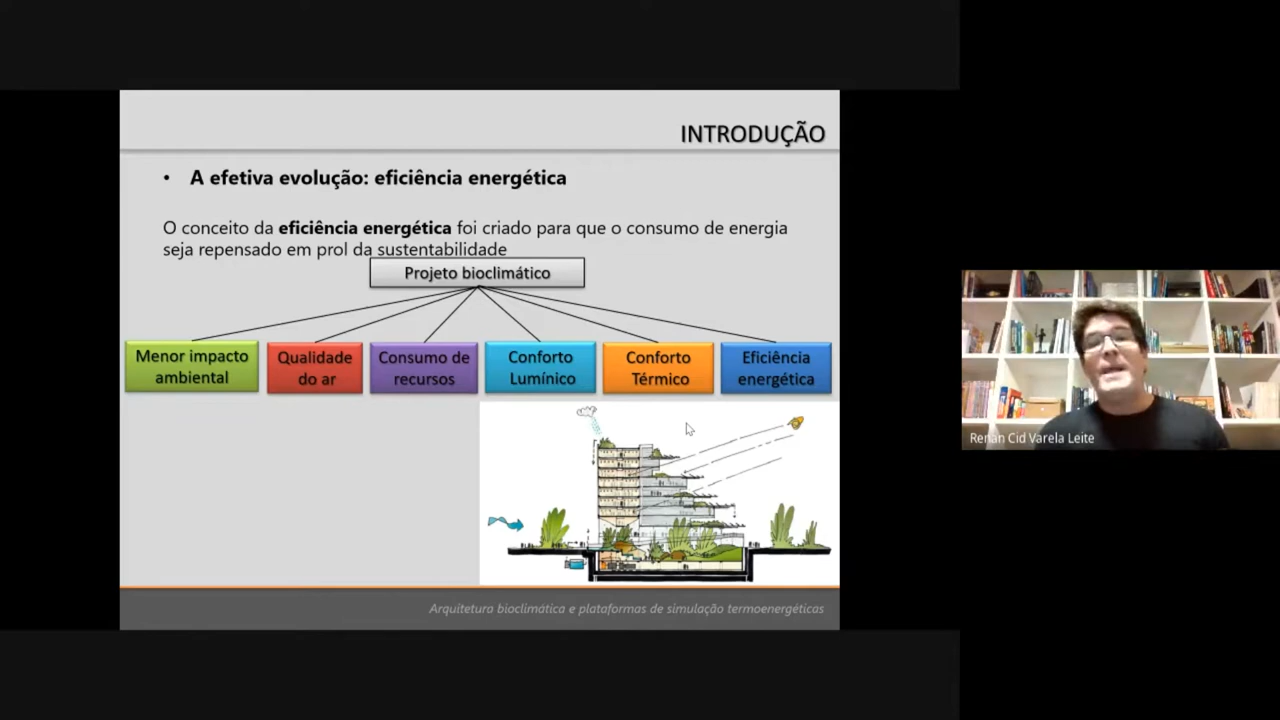 INTRODUÇÃO
• A efetiva evolução: eficiência energética
O conceito da eficiência energética foi criado para que o consumo de energia
seja repensado em prol da sustentabilidade
Projeto bioclimático
Menor impacto
ambiental
Qualidade
do ar
Consumo de
recursos
Conforto
Lumínico
Conforto
Térmico
Eficiência
energética
Arquitetura bioclimática e plataformas de simulação termoenergéticas
Renan Cid Varela Leite